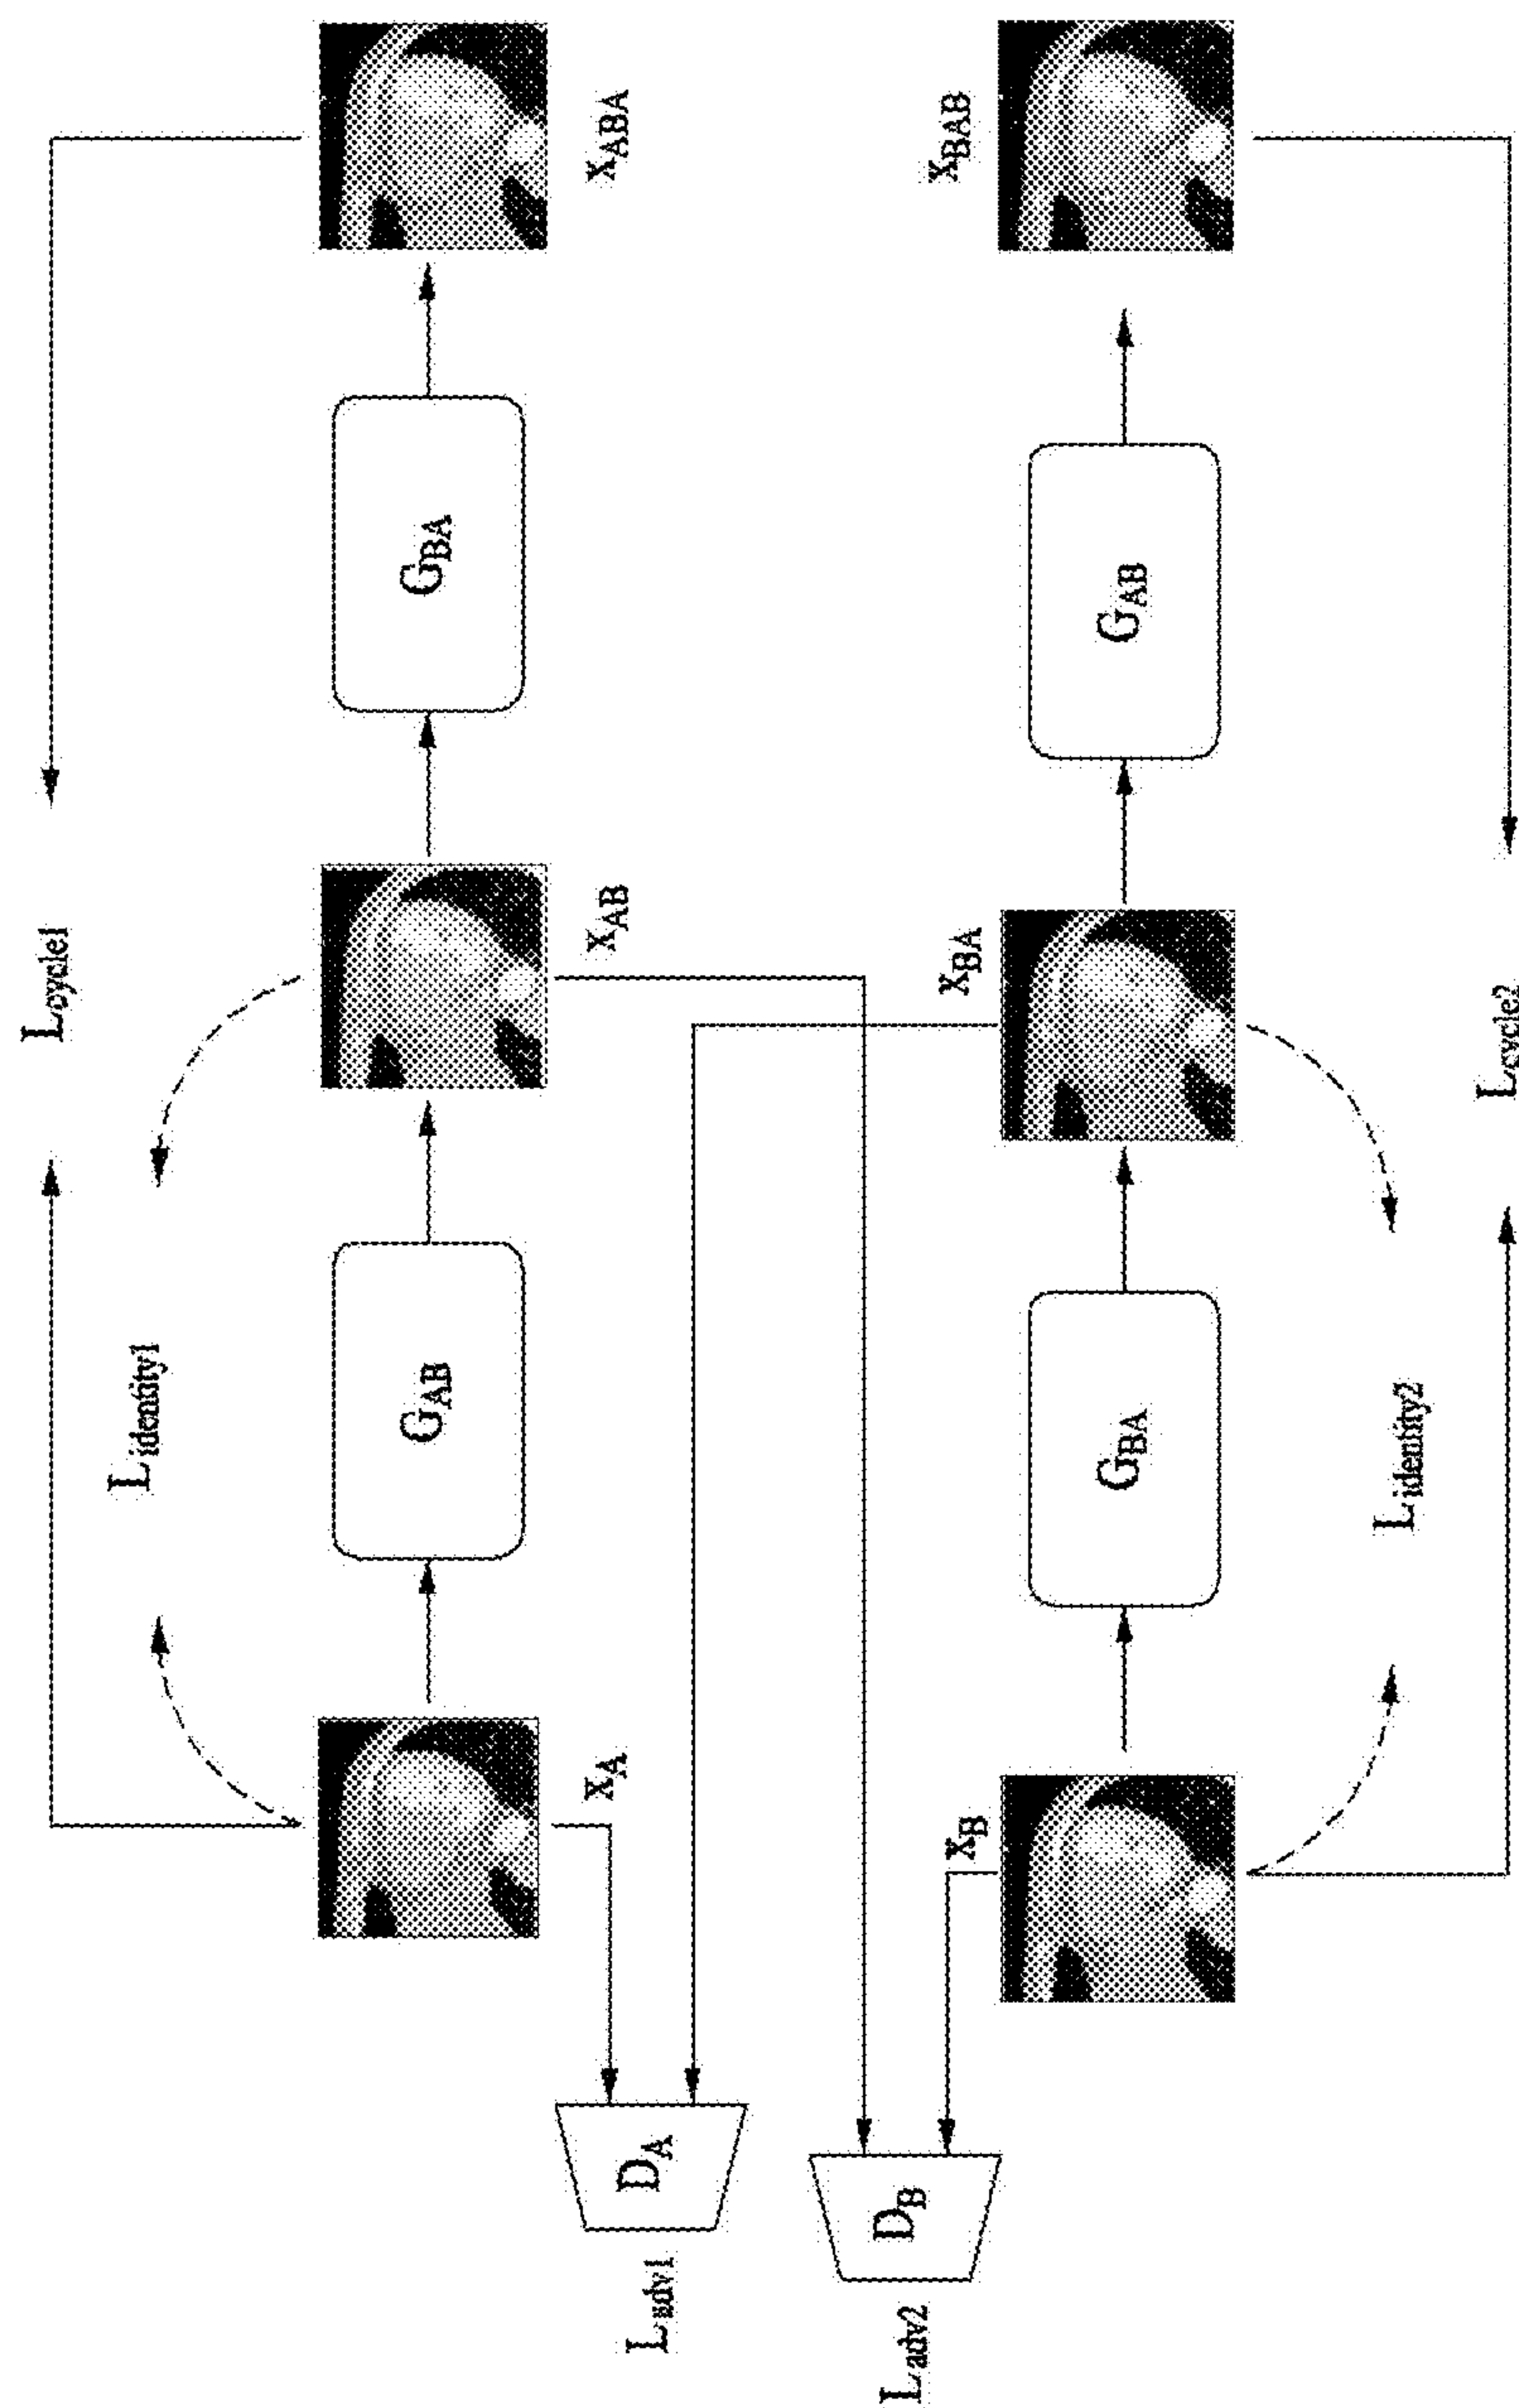 L_cycle1
L_identity1
G_AB
G_BA
x_A
x_AB
x_ABA
D_A
L_adv1
D_B
L_adv2
x_B
x_BA
x_BAB
G_BA
G_AB
L_identity2
L_cycle2